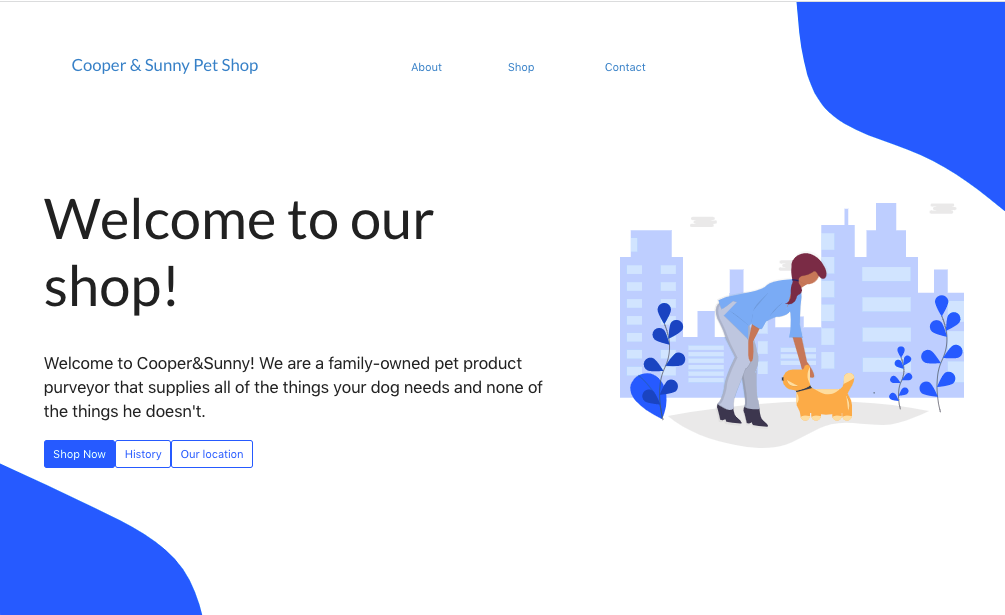 Cooper & Sunny Pet Shop
About
Shop
Contact
Welcome to our
shop!
Welcome to Cooper&Sunny! We are a family-owned pet product
purveyor that supplies all of the things your dog needs and none of
the things he doesn't.
Shop Now
History
Our location